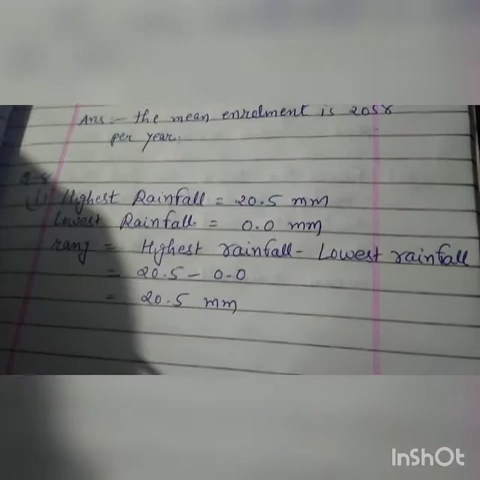 Ans :- the mean enrolment is 2058
per year.
Q-8
(i) Highest Rainfall = 20.5 mm
Lowest Rainfall = 0.0 mm
rang = Highest rainfall - Lowest rainfall
= 20.5 - 0.0
= 20.5 mm
InShOt